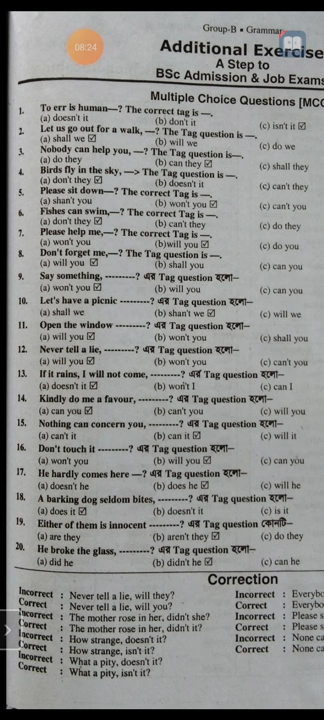 08:24
Group-B • Grammar
Additional Exercise
A Step to
BSc Admission & Job Exams
Multiple Choice Questions [MCQ
1. To err is human—? The correct tag is —.
(a) doesn't it (b) don't it (c) isn't it ☑
2. Let us go out for a walk, —? The Tag question is —.
(a) shall we ☑ (b) will we (c) do we
3. Nobody can help you, —? The Tag question is—.
(a) do they (b) can they ☑ (c) shall they
4. Birds fly in the sky, —> The Tag question is —.
(a) don't they ☑ (b) doesn't it (c) can't they
5. Please sit down—? The correct Tag is —.
(a) shan't you (b) won't you ☑ (c) can't you
6. Fishes can swim,—? The correct Tag is —.
(a) don't they ☑ (b) can't they (c) do they
7. Please help me,—? The correct Tag is —.
(a) won't you (b)will you ☑ (c) do you
8. Don't forget me,—? The Tag question is —.
(a) will you ☑ (b) shall you (c) can you
9. Say something, ---------? এর Tag question হলো–
(a) won't you ☑ (b) will you (c) can you
10. Let's have a picnic ---------? এর Tag question হলো–
(a) shall we (b) shan't we ☑ (c) will we
11. Open the window ---------? এর Tag question হলো–
(a) will you ☑ (b) won't you (c) shall you
12. Never tell a lie, ---------? এর Tag question হলো–
(a) will you ☑ (b) won't you (c) can't you
13. If it rains, I will not come, ---------? এর Tag question হলো–
(a) doesn't it ☑ (b) won't I (c) can I
14. Kindly do me a favour, ---------? এর Tag question হলো–
(a) can you ☑ (b) can't you (c) will you
15. Nothing can concern you, ---------? এর Tag question হলো–
(a) can't it (b) can it ☑ (c) will it
16. Don't touch it ---------? এর Tag question হলো–
(a) won't you (b) will you ☑ (c) can you
17. He hardly comes here —? এর Tag question হলো–
(a) doesn't he (b) does he ☑ (c) will he
18. A barking dog seldom bites, ---------? এর Tag question হলো–
(a) does it ☑ (b) doesn't it (c) is it
19. Either of them is innocent ---------? এর Tag question কোনটি–
(a) are they (b) aren't they ☑ (c) do they
20. He broke the glass, ---------? এর Tag question হলো–
(a) did he (b) didn't he ☑ (c) can he
Correction
Incorrect : Never tell a lie, will they? Incorrect : Everybo
Correct : Never tell a lie, will you? Correct : Everybo
Incorrect : The mother rose in her, didn't she? Incorrect : Please s
Correct : The mother rose in her, didn't it? Correct : Please s
Incorrect : How strange, doesn't it? Incorrect : None ca
Correct : How strange, isn't it? Correct : None ca
Incorrect : What a pity, doesn't it?
Correct : What a pity, isn't it?